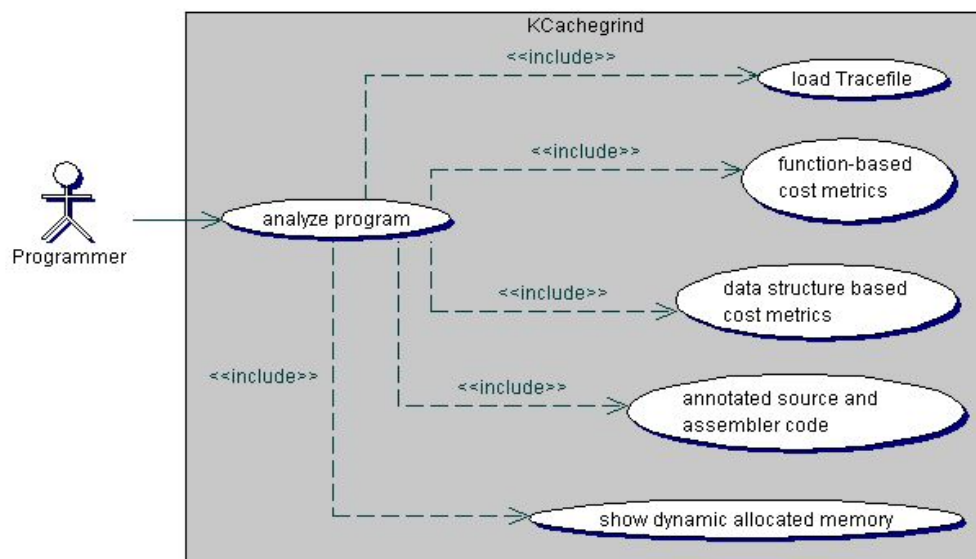 KCachegrind
<<include>>
load Tracefile
<<include>>
function-based
cost metrics
analyze program
Programmer
<<include>>
data structure based
cost metrics
<<include>>
<<include>>
annotated source and
assembler code
show dynamic allocated memory